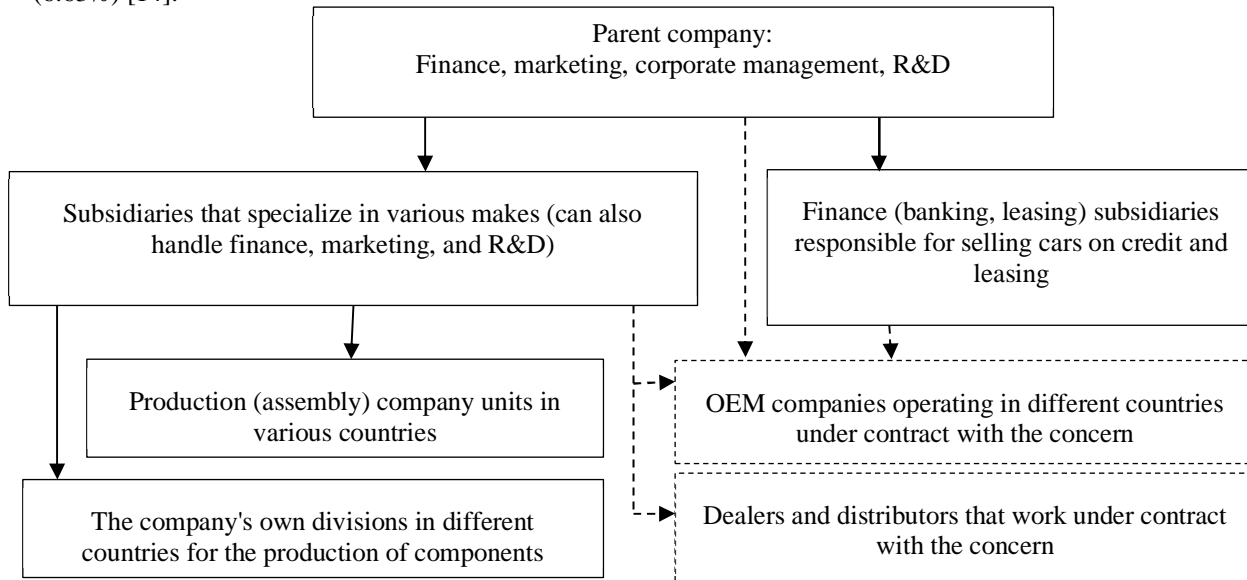 Parent company:
Finance, marketing, corporate management, R&D
Subsidiaries that specialize in various makes (can also
handle finance, marketing, and R&D)
Finance (banking, leasing) subsidiaries
responsible for selling cars on credit and
leasing
Production (assembly) company units in
various countries
OEM companies operating in different countries
under contract with the concern
The company's own divisions in different
countries for the production of components
Dealers and distributors that work under contract
with the concern